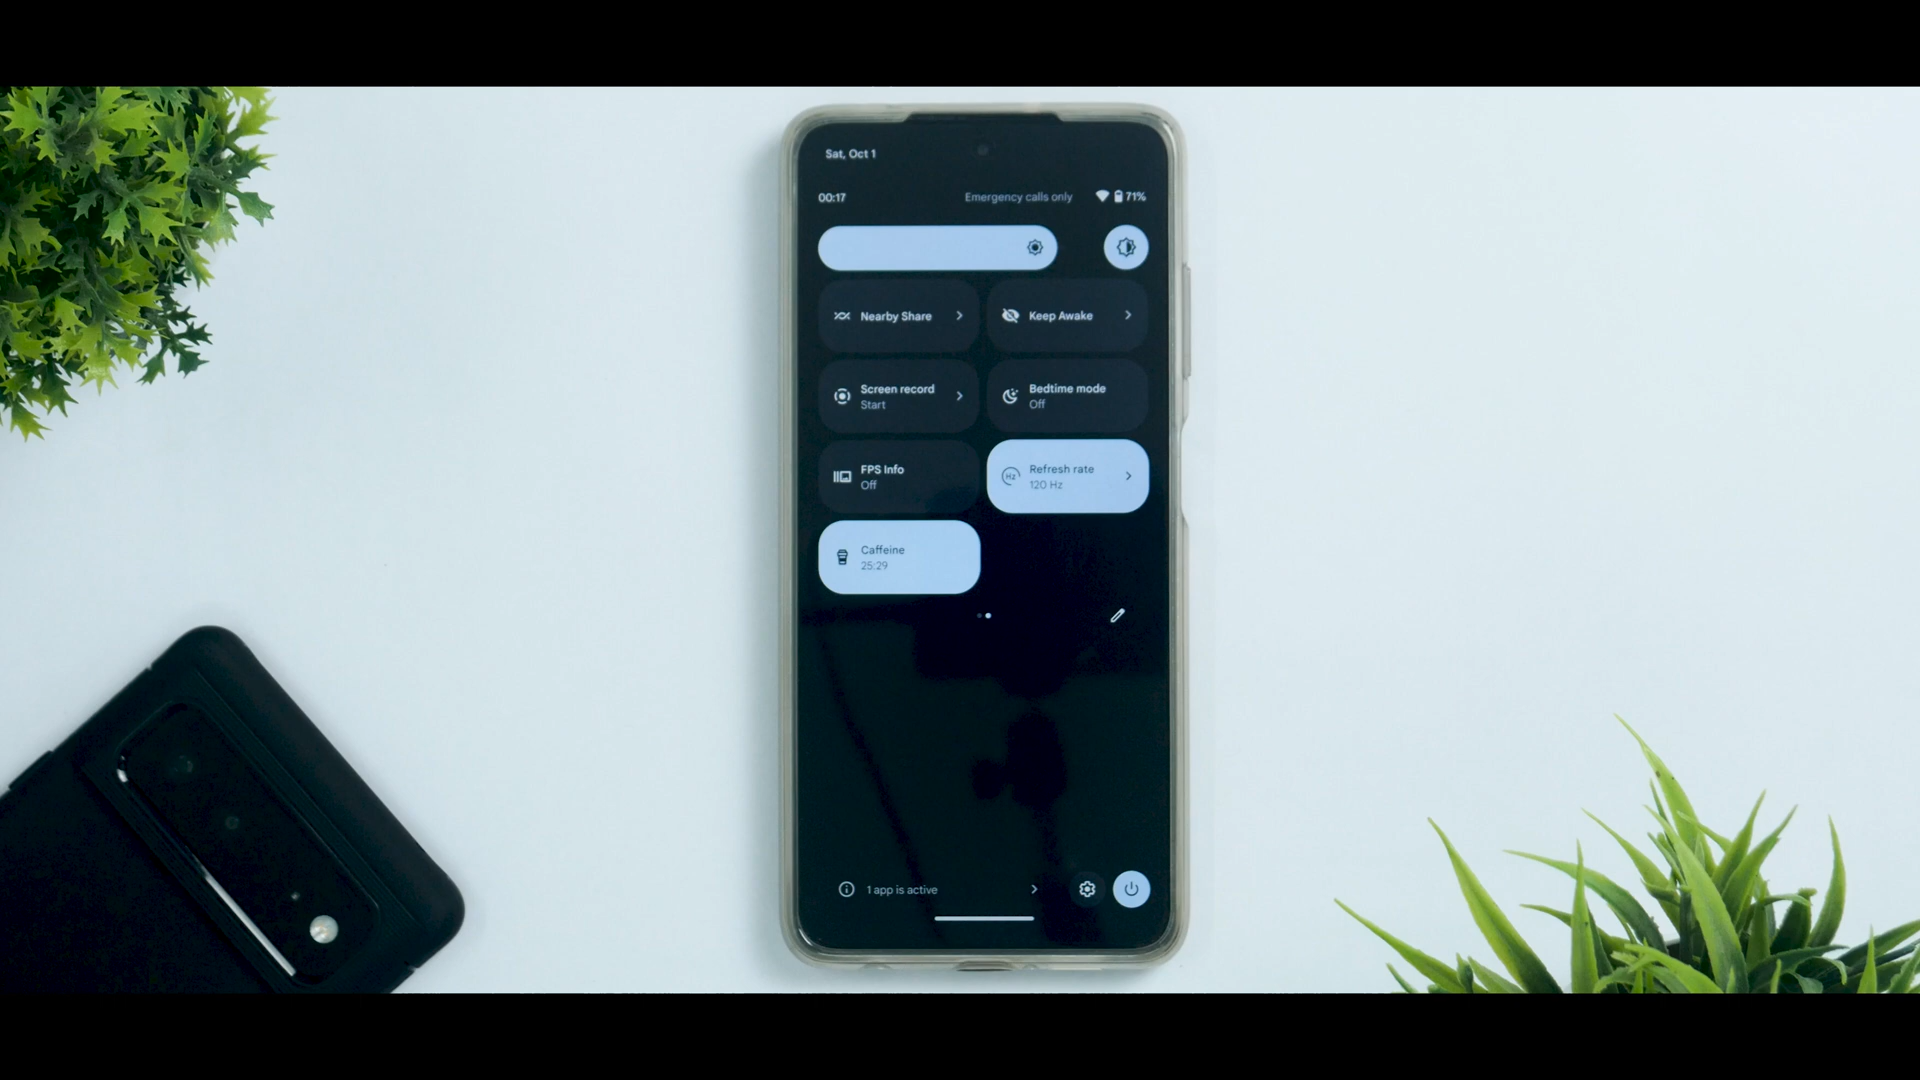 Sat, Oct 1
00:17
Emergency calls only
71%
Nearby Share
Keep Awake
Screen record
Start
Bedtime mode
Off
FPS Info
Off
Hz
Refresh rate
120 Hz
Caffeine
25:29
1 app is active